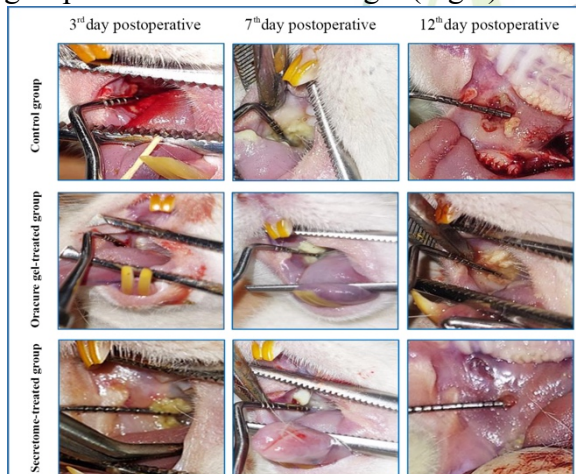 3rd day postoperative 7th day postoperative 12th day postoperative
Control group
Oracure gel-treated group
Secretome-treated group